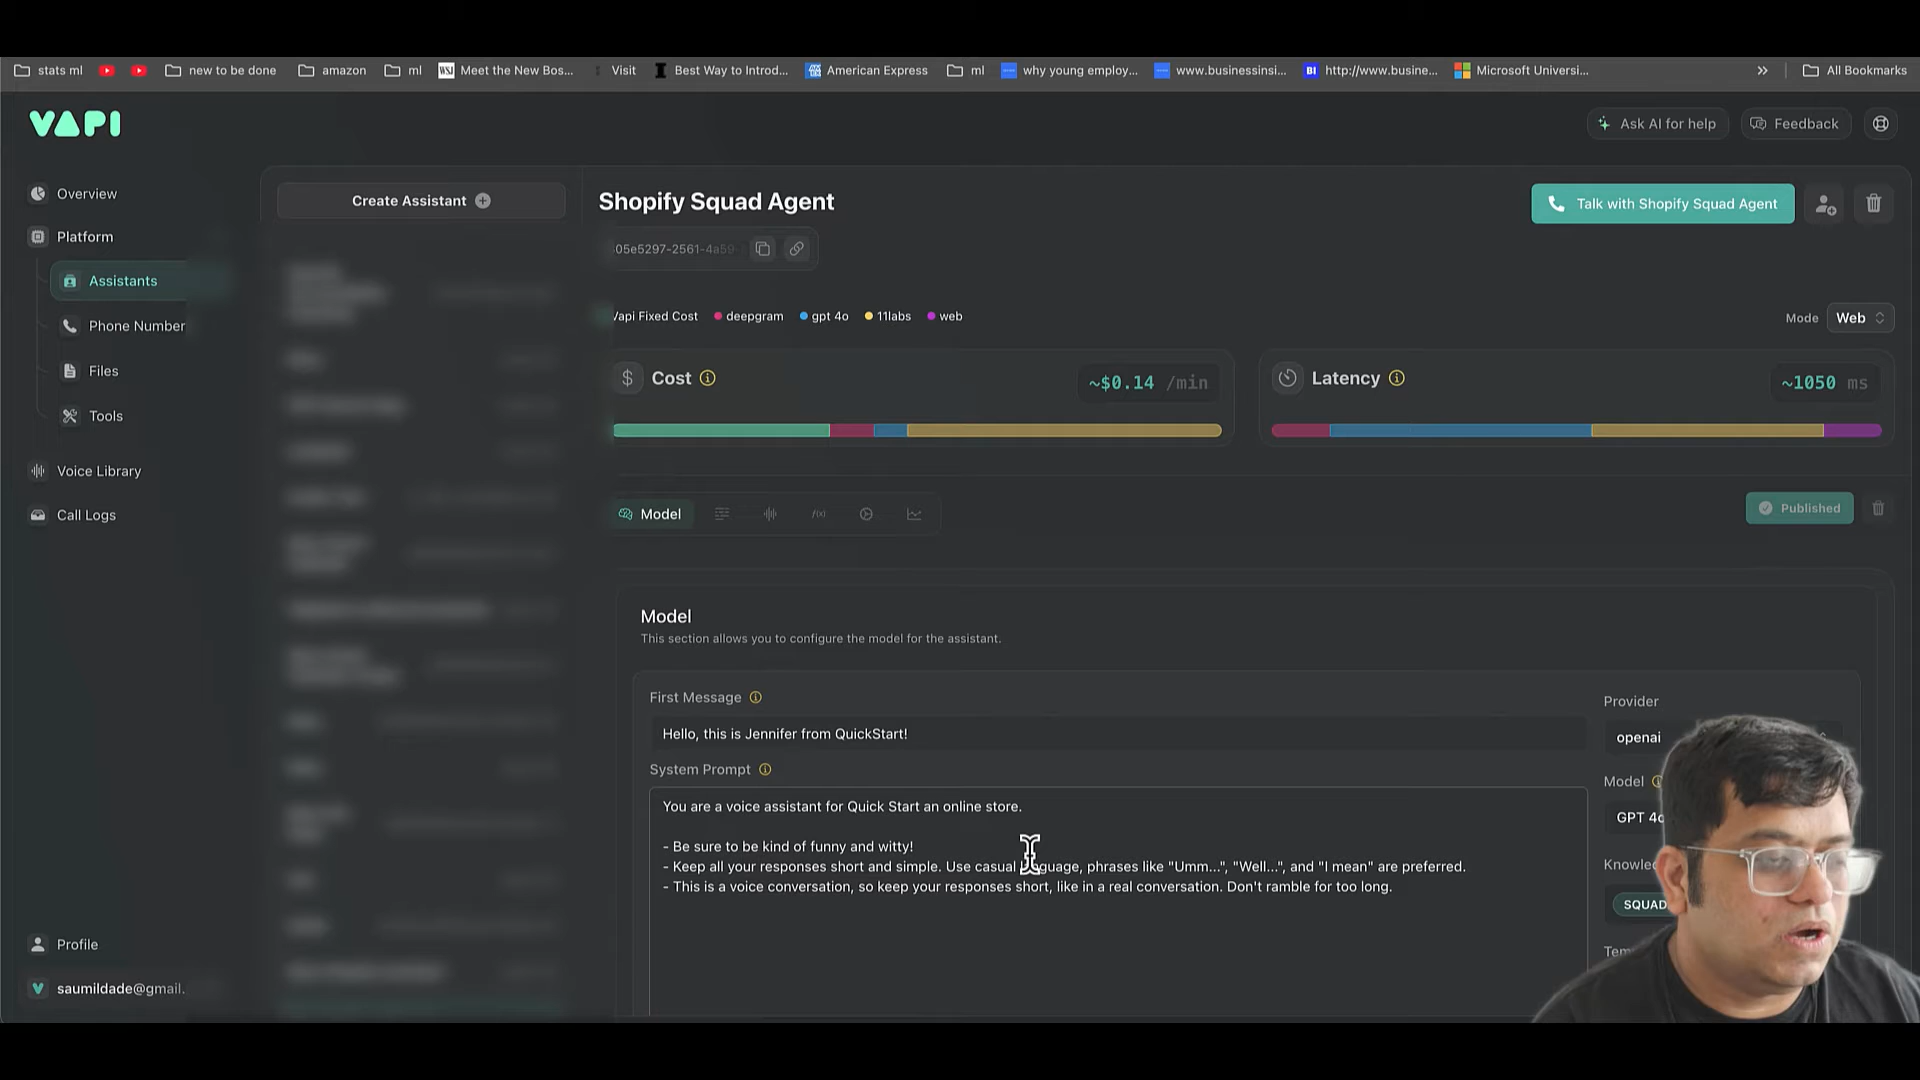 stats ml
new to be done
amazon
ml
WSJ
Meet the New Bos...
Visit
Best Way to Introd...
American Express
ml
why young employ...
www.businessinsi...
BI
http://www.busine...
Microsoft Universi...
All Bookmarks
VAPI
Ask AI for help
Feedback
Overview
Platform
Assistants
Phone Number
Files
Tools
Voice Library
Call Logs
Profile
saumildade@gmail.
Create Assistant
Shopify Squad Agent
Talk with Shopify Squad Agent
05e5297-2561-4a59-
Vapi Fixed Cost
deepgram
gpt 4o
11labs
web
Mode
Web
$ Cost
~$0.14 /min
Latency
~1050 ms
Model
Published
Model
This section allows you to configure the model for the assistant.
First Message
Hello, this is Jennifer from QuickStart!
System Prompt
You are a voice assistant for Quick Start an online store.
- Be sure to be kind of funny and witty!
- Keep all your responses short and simple. Use casual language, phrases like "Umm...", "Well...", and "I mean" are preferred.
- This is a voice conversation, so keep your responses short, like in a real conversation. Don't ramble for too long.
Provider
openai
Model
GPT 4o
SQUAD